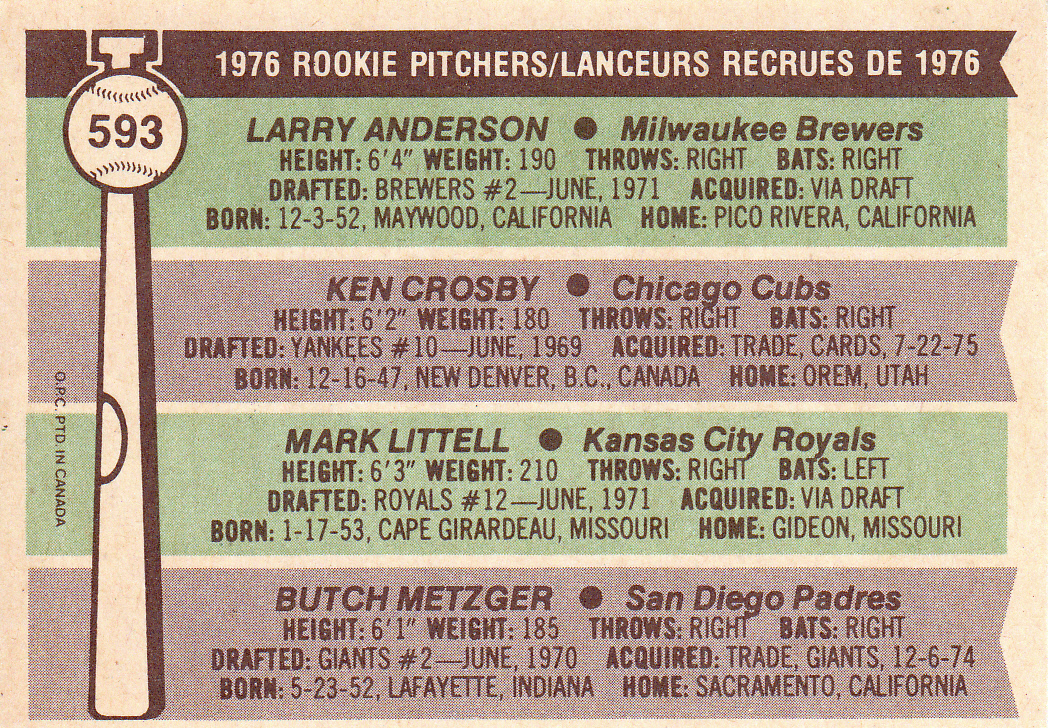 1976 ROOKIE PITCHERS/LANCEURS RECRUES DE 1976
593
LARRY ANDERSON ● Milwaukee Brewers
HEIGHT: 6'4" WEIGHT: 190 THROWS: RIGHT BATS: RIGHT
DRAFTED: BREWERS #2—JUNE, 1971 ACQUIRED: VIA DRAFT
BORN: 12-3-52, MAYWOOD, CALIFORNIA HOME: PICO RIVERA, CALIFORNIA
KEN CROSBY ● Chicago Cubs
HEIGHT: 6'2" WEIGHT: 180 THROWS: RIGHT BATS: RIGHT
DRAFTED: YANKEES #10—JUNE, 1969 ACQUIRED: TRADE, CARDS, 7-22-75
BORN: 12-16-47, NEW DENVER, B.C., CANADA HOME: OREM, UTAH
MARK LITTELL ● Kansas City Royals
HEIGHT: 6'3" WEIGHT: 210 THROWS: RIGHT BATS: LEFT
DRAFTED: ROYALS #12—JUNE, 1971 ACQUIRED: VIA DRAFT
BORN: 1-17-53, CAPE GIRARDEAU, MISSOURI HOME: GIDEON, MISSOURI
BUTCH METZGER ● San Diego Padres
HEIGHT: 6'1" WEIGHT: 185 THROWS: RIGHT BATS: RIGHT
DRAFTED: GIANTS #2—JUNE, 1970 ACQUIRED: TRADE, GIANTS, 12-6-74
BORN: 5-23-52, LAFAYETTE, INDIANA HOME: SACRAMENTO, CALIFORNIA
O.P.C. PTD. IN CANADA